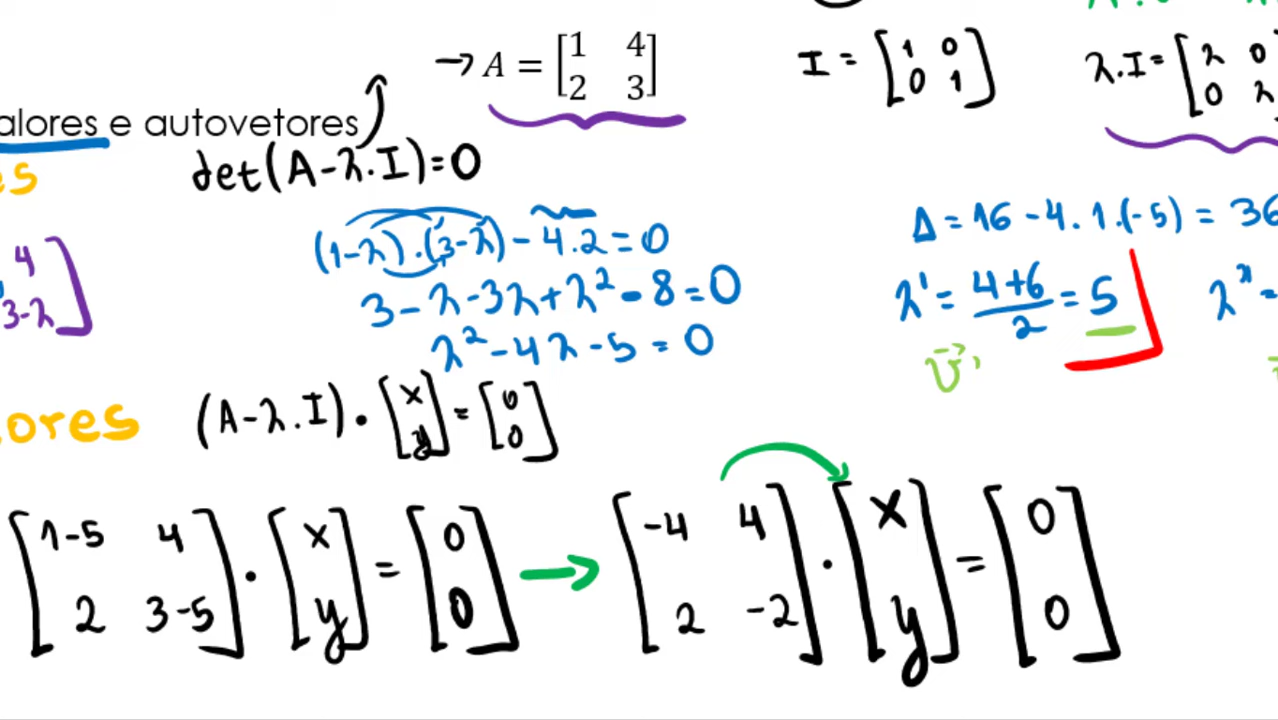 → A = [1 4; 2 3]
I = [1 0; 0 1]
λ.I = [λ 0; 0 λ
alores e autovetores
es
det(A-λ.I)=0
4
3-λ]
(1-λ).(3-λ) - 4.2 = 0
3 - λ - 3λ + λ² - 8 = 0
λ² - 4λ - 5 = 0
Δ = 16 - 4.1.(-5) = 36
λ' = 4+6/2 = 5
λ" =
v⃗'
ores
(A-λ.I) · [x; y] = [0; 0]
[1-5 4; 2 3-5] · [x; y] = [0; 0] → [-4 4; 2 -2] · [x; y] = [0; 0]